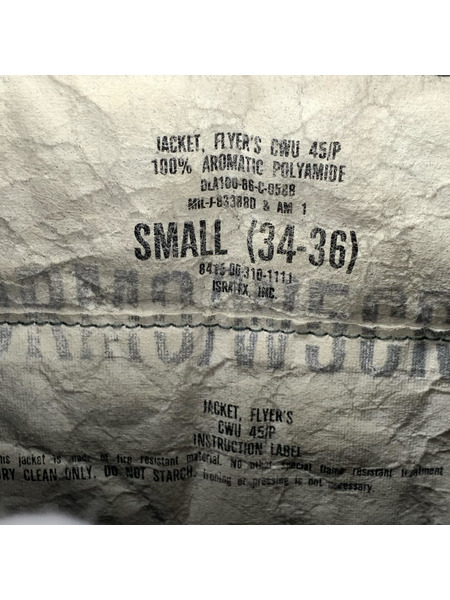 JACKET, FLYER'S CWU 45/P
100% AROMATIC POLYAMIDE
DLA100-86-C-0588
MIL-J-83388D & AM 1
SMALL (34-36)
8415-00-310-1111
ISRATEX, INC.
JACKET, FLYER'S
CWU 45/P
INSTRUCTION LABEL
this jacket is made of fire resistant material. No other special flame resistant treatment
DRY CLEAN ONLY. DO NOT STARCH. Ironing or pressing is not necessary.